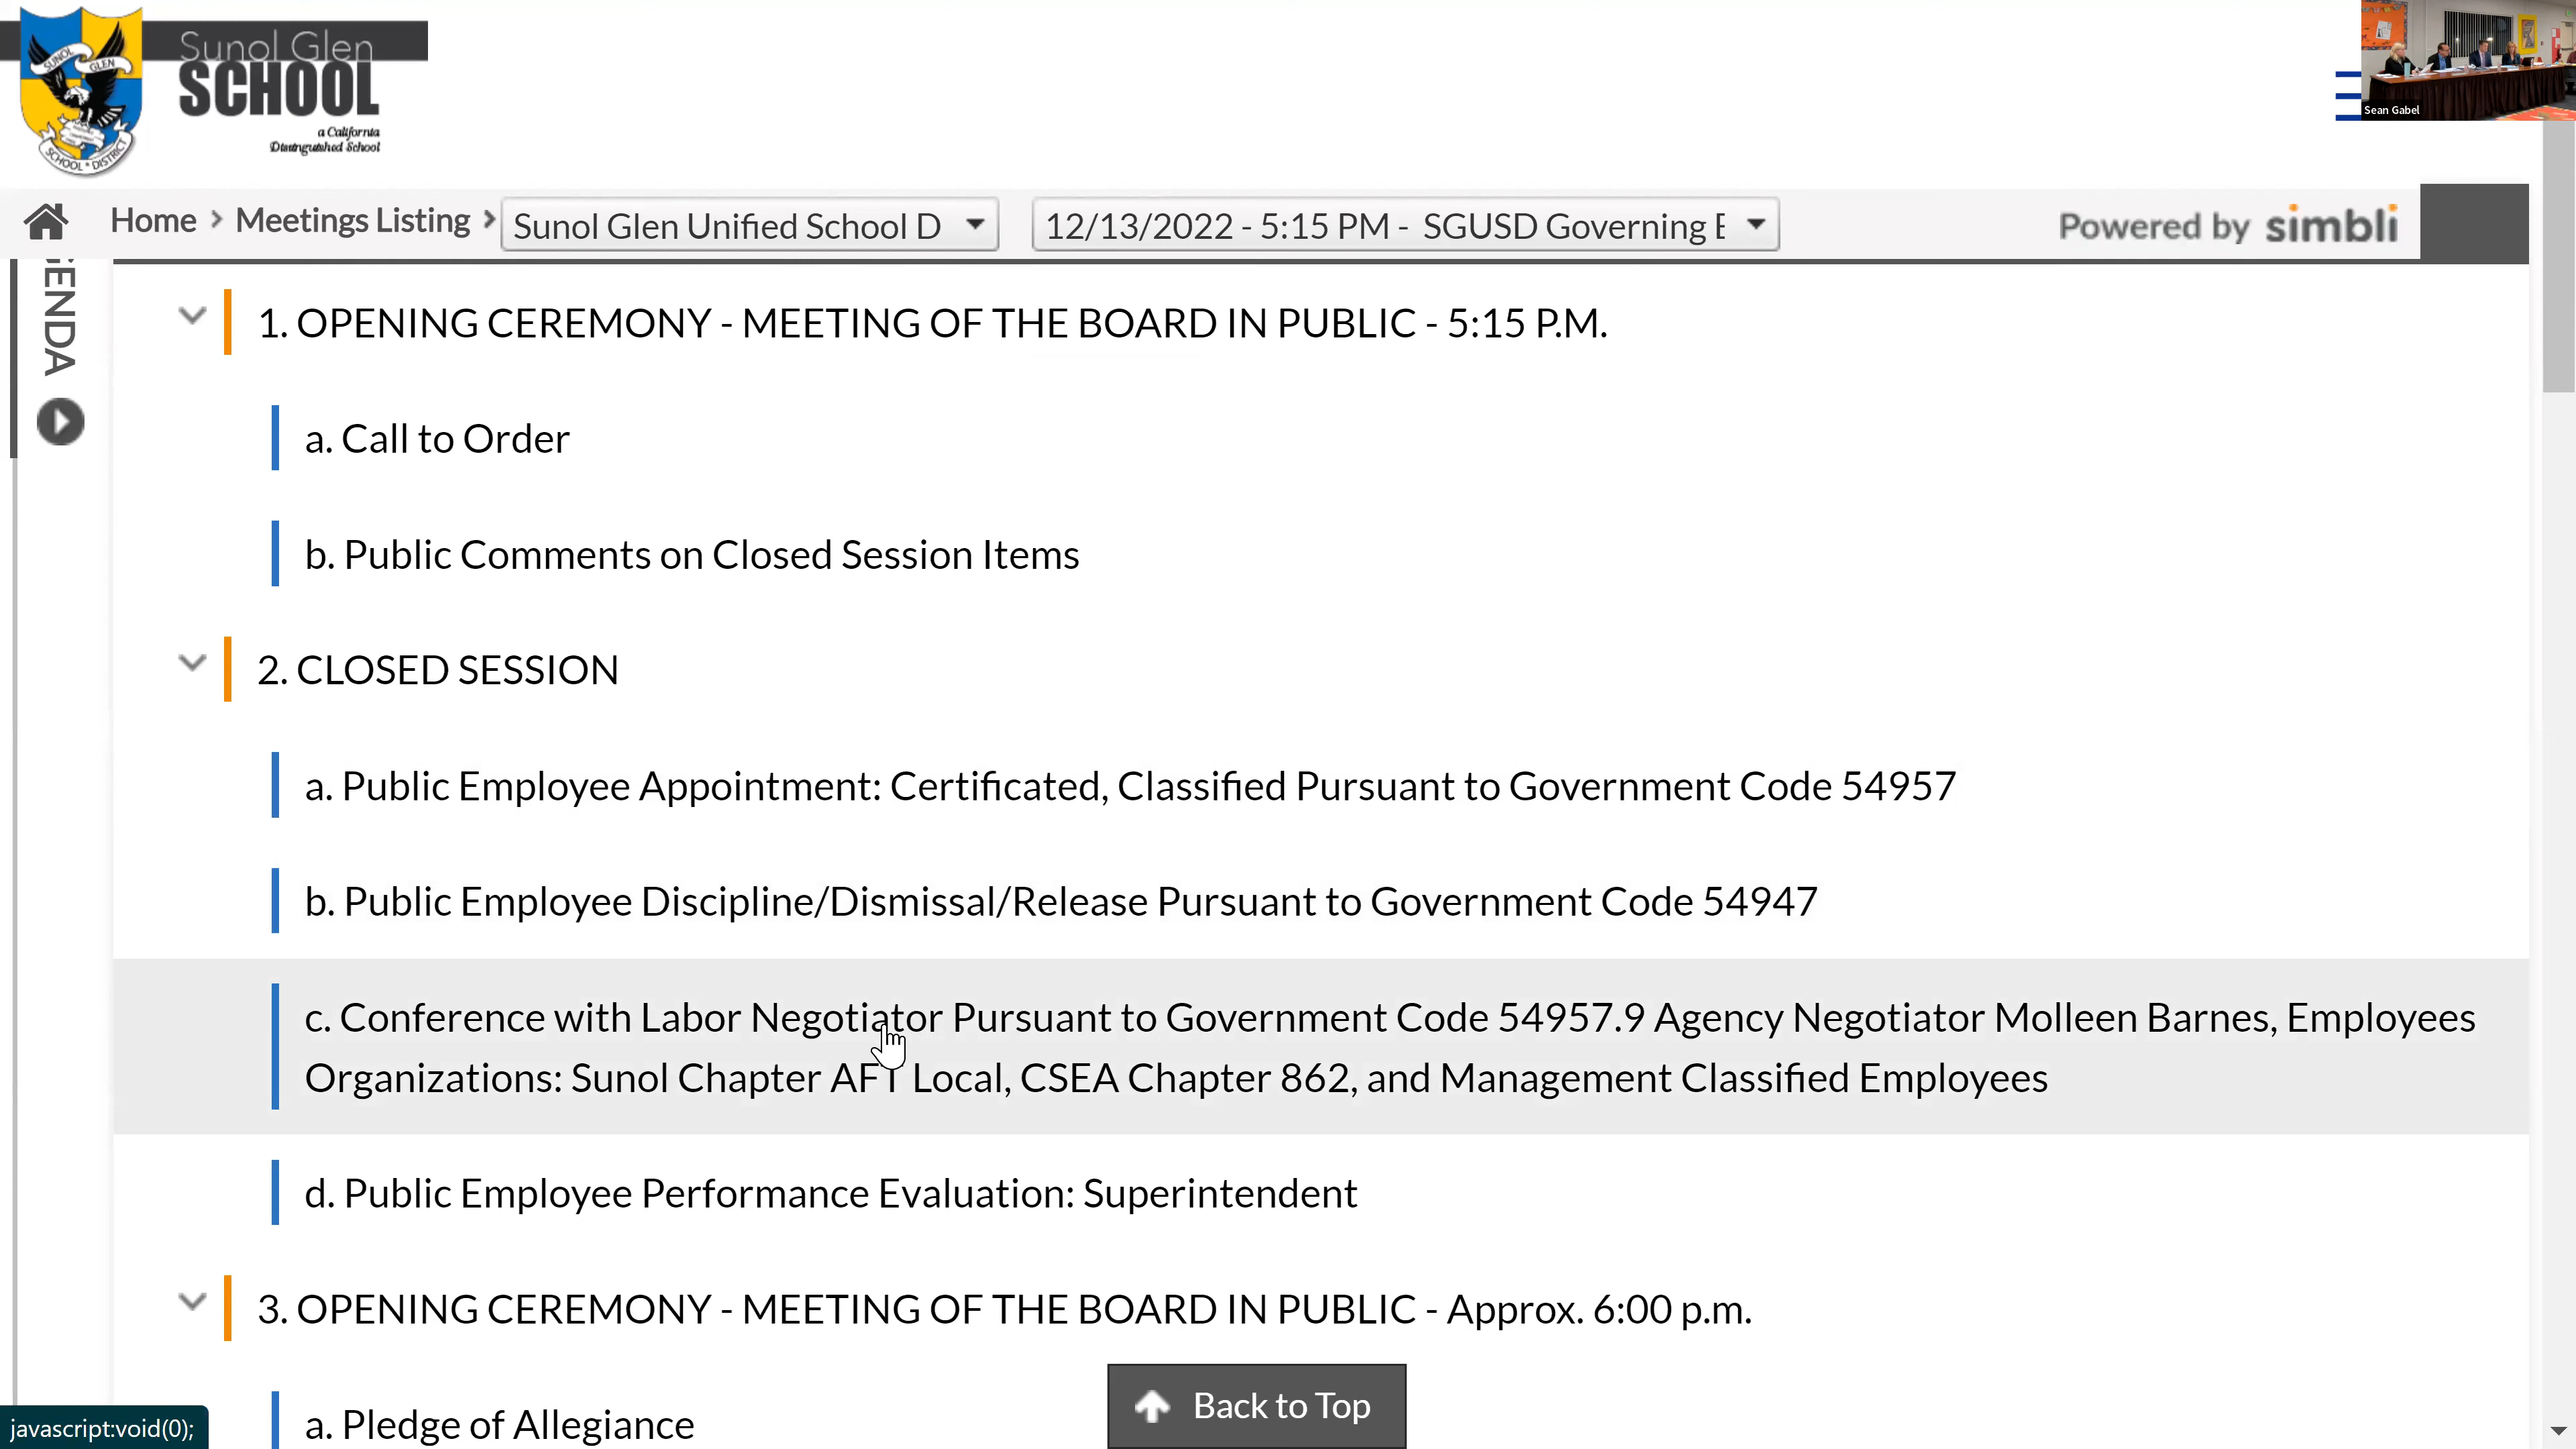 SUNOL GLEN
SCHOOL DISTRICT
Sunol Glen
SCHOOL
a California
Distinguished School
Sean Gabel
Home > Meetings Listing > Sunol Glen Unified School D 12/13/2022 - 5:15 PM - SGUSD Governing B Powered by simbli
GENDA
1. OPENING CEREMONY - MEETING OF THE BOARD IN PUBLIC - 5:15 P.M.
a. Call to Order
b. Public Comments on Closed Session Items
2. CLOSED SESSION
a. Public Employee Appointment: Certificated, Classified Pursuant to Government Code 54957
b. Public Employee Discipline/Dismissal/Release Pursuant to Government Code 54947
c. Conference with Labor Negotiator Pursuant to Government Code 54957.9 Agency Negotiator Molleen Barnes, Employees
Organizations: Sunol Chapter AFT Local, CSEA Chapter 862, and Management Classified Employees
d. Public Employee Performance Evaluation: Superintendent
3. OPENING CEREMONY - MEETING OF THE BOARD IN PUBLIC - Approx. 6:00 p.m.
Back to Top
a. Pledge of Allegiance
javascript:void(0);